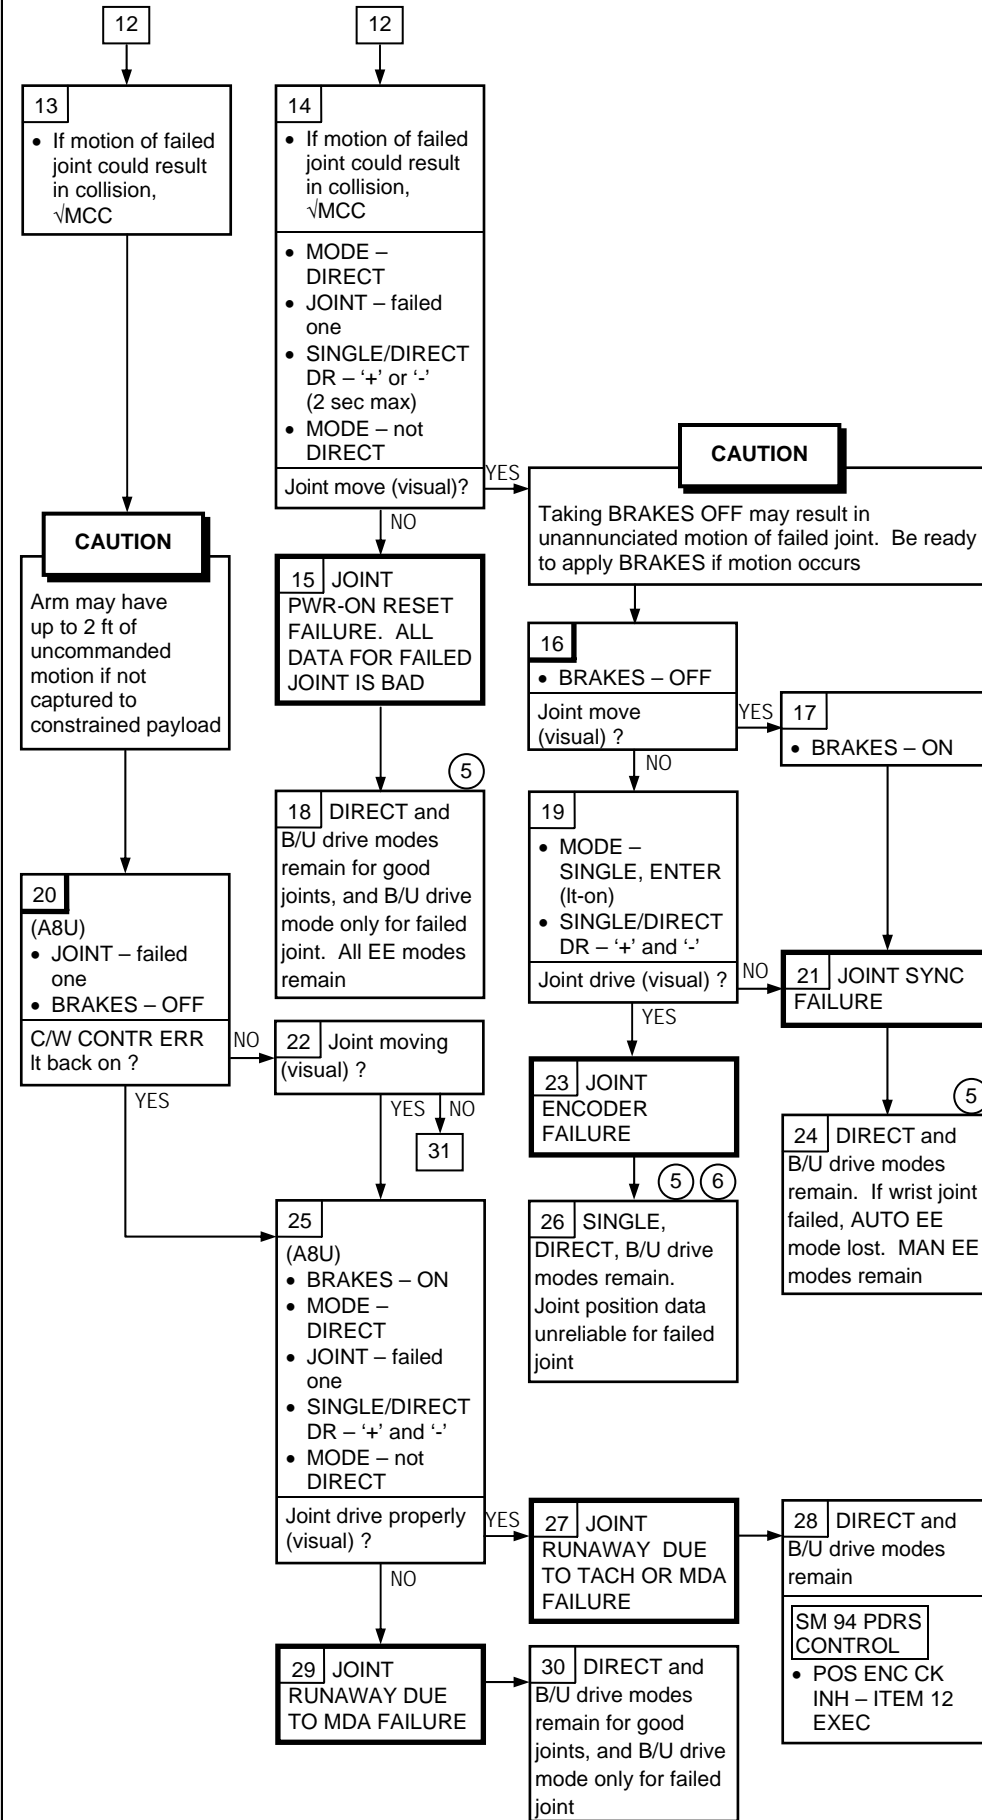 12
12
13
• If motion of failed
joint could result
in collision,
√MCC
14
• If motion of failed
joint could result
in collision,
√MCC
• MODE –
DIRECT
• JOINT – failed
one
• SINGLE/DIRECT
DR – ‘+’ or ‘-’
(2 sec max)
• MODE – not
DIRECT
Joint move (visual)?
YES
NO
CAUTION
Taking BRAKES OFF may result in
unannunciated motion of failed joint. Be ready
to apply BRAKES if motion occurs
CAUTION
Arm may have
up to 2 ft of
uncommanded
motion if not
captured to
constrained payload
15 JOINT
PWR-ON RESET
FAILURE. ALL
DATA FOR FAILED
JOINT IS BAD
16
• BRAKES – OFF
Joint move
(visual) ?
YES
NO
17
• BRAKES – ON
5
18 DIRECT and
B/U drive modes
remain for good
joints, and B/U drive
mode only for failed
joint. All EE modes
remain
19
• MODE –
SINGLE, ENTER
(lt-on)
• SINGLE/DIRECT
DR – ‘+’ and ‘-’
Joint drive (visual) ?
NO
YES
20
(A8U)
• JOINT – failed
one
• BRAKES – OFF
C/W CONTR ERR
lt back on ?
NO
YES
21 JOINT SYNC
FAILURE
22 Joint moving
(visual) ?
YES
NO
31
23 JOINT
ENCODER
FAILURE
5
24 DIRECT and
B/U drive modes
remain. If wrist joint
failed, AUTO EE
mode lost. MAN EE
modes remain
25
(A8U)
• BRAKES – ON
• MODE –
DIRECT
• JOINT – failed
one
• SINGLE/DIRECT
DR – ‘+’ and ‘-’
• MODE – not
DIRECT
Joint drive properly
(visual) ?
YES
NO
5 6
26 SINGLE,
DIRECT, B/U drive
modes remain.
Joint position data
unreliable for failed
joint
27 JOINT
RUNAWAY DUE
TO TACH OR MDA
FAILURE
28 DIRECT and
B/U drive modes
remain
SM 94 PDRS
CONTROL
• POS ENC CK
INH – ITEM 12
EXEC
29 JOINT
RUNAWAY DUE
TO MDA FAILURE
30 DIRECT and
B/U drive modes
remain for good
joints, and B/U drive
mode only for failed
joint